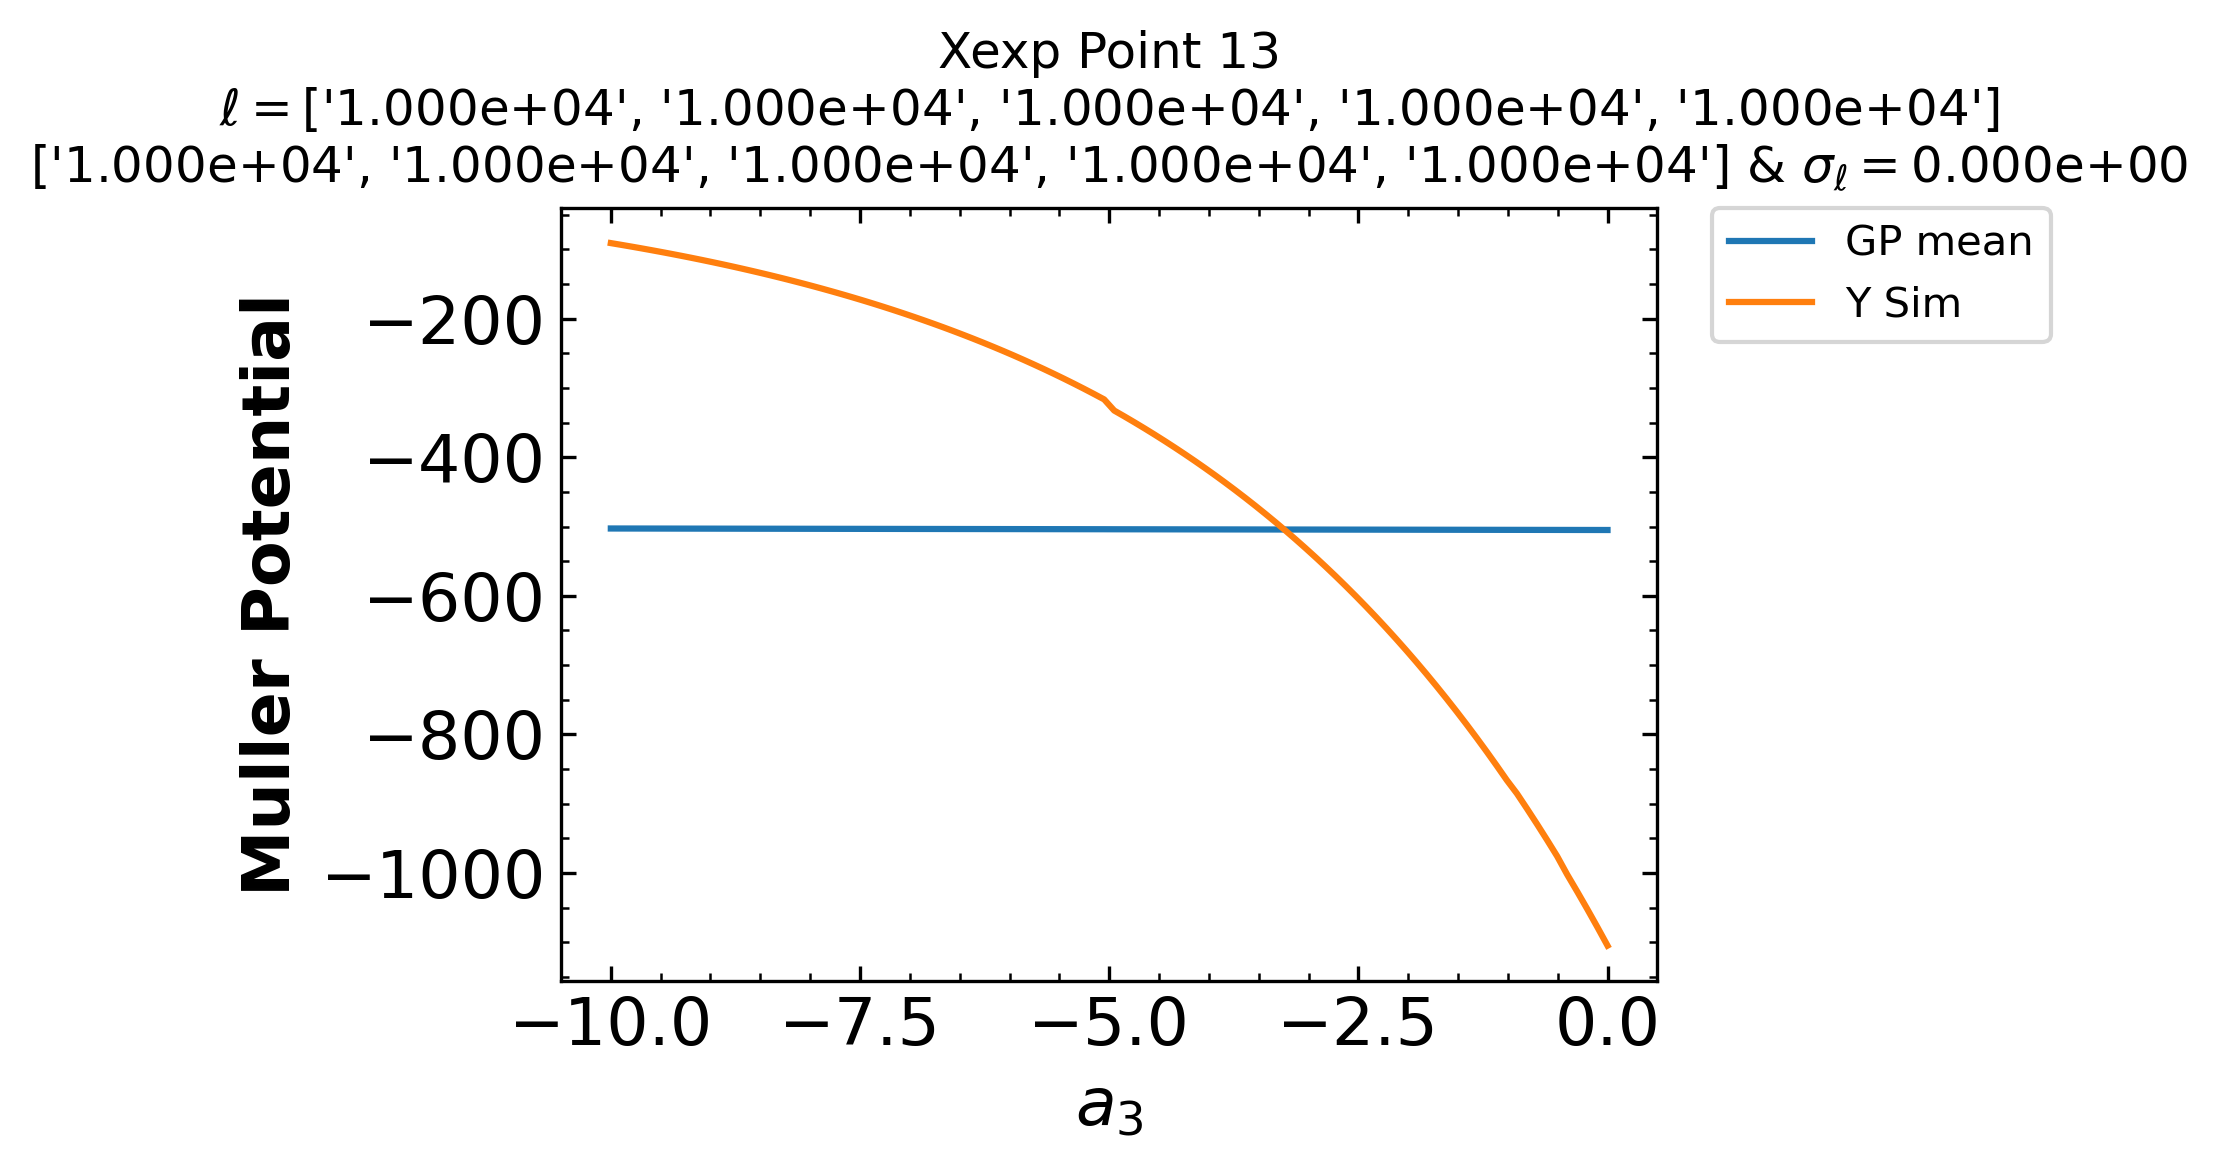 Xexp Point 13
ℓ = ['1.000e+04', '1.000e+04', '1.000e+04', '1.000e+04', '1.000e+04']
['1.000e+04', '1.000e+04', '1.000e+04', '1.000e+04', '1.000e+04'] & σℓ = 0.000e+00
GP mean
Y Sim
Muller Potential
−200
−400
−600
−800
−1000
−10.0 −7.5 −5.0 −2.5 0.0
a₃